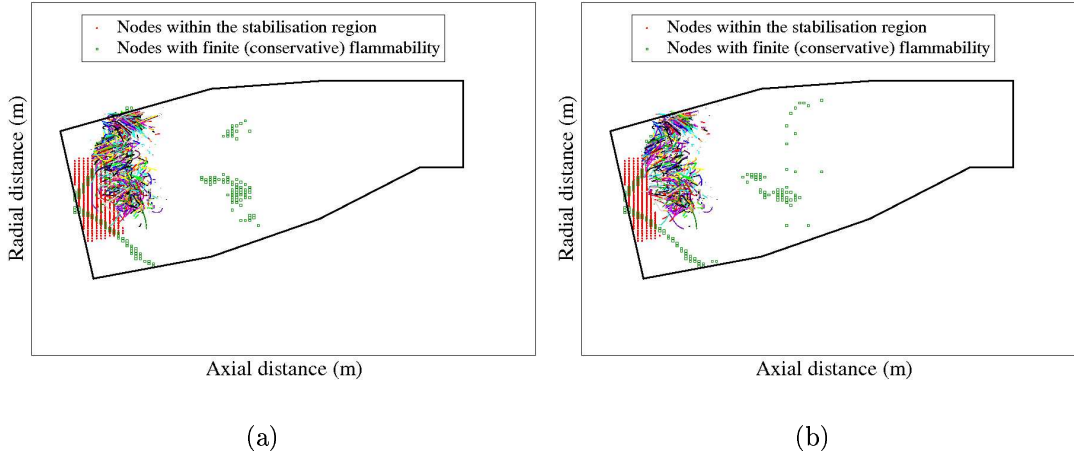 Nodes within the stabilisation region
Nodes with finite (conservative) flammability
Radial distance (m)
Axial distance (m)
(a)
Nodes within the stabilisation region
Nodes with finite (conservative) flammability
Radial distance (m)
Axial distance (m)
(b)